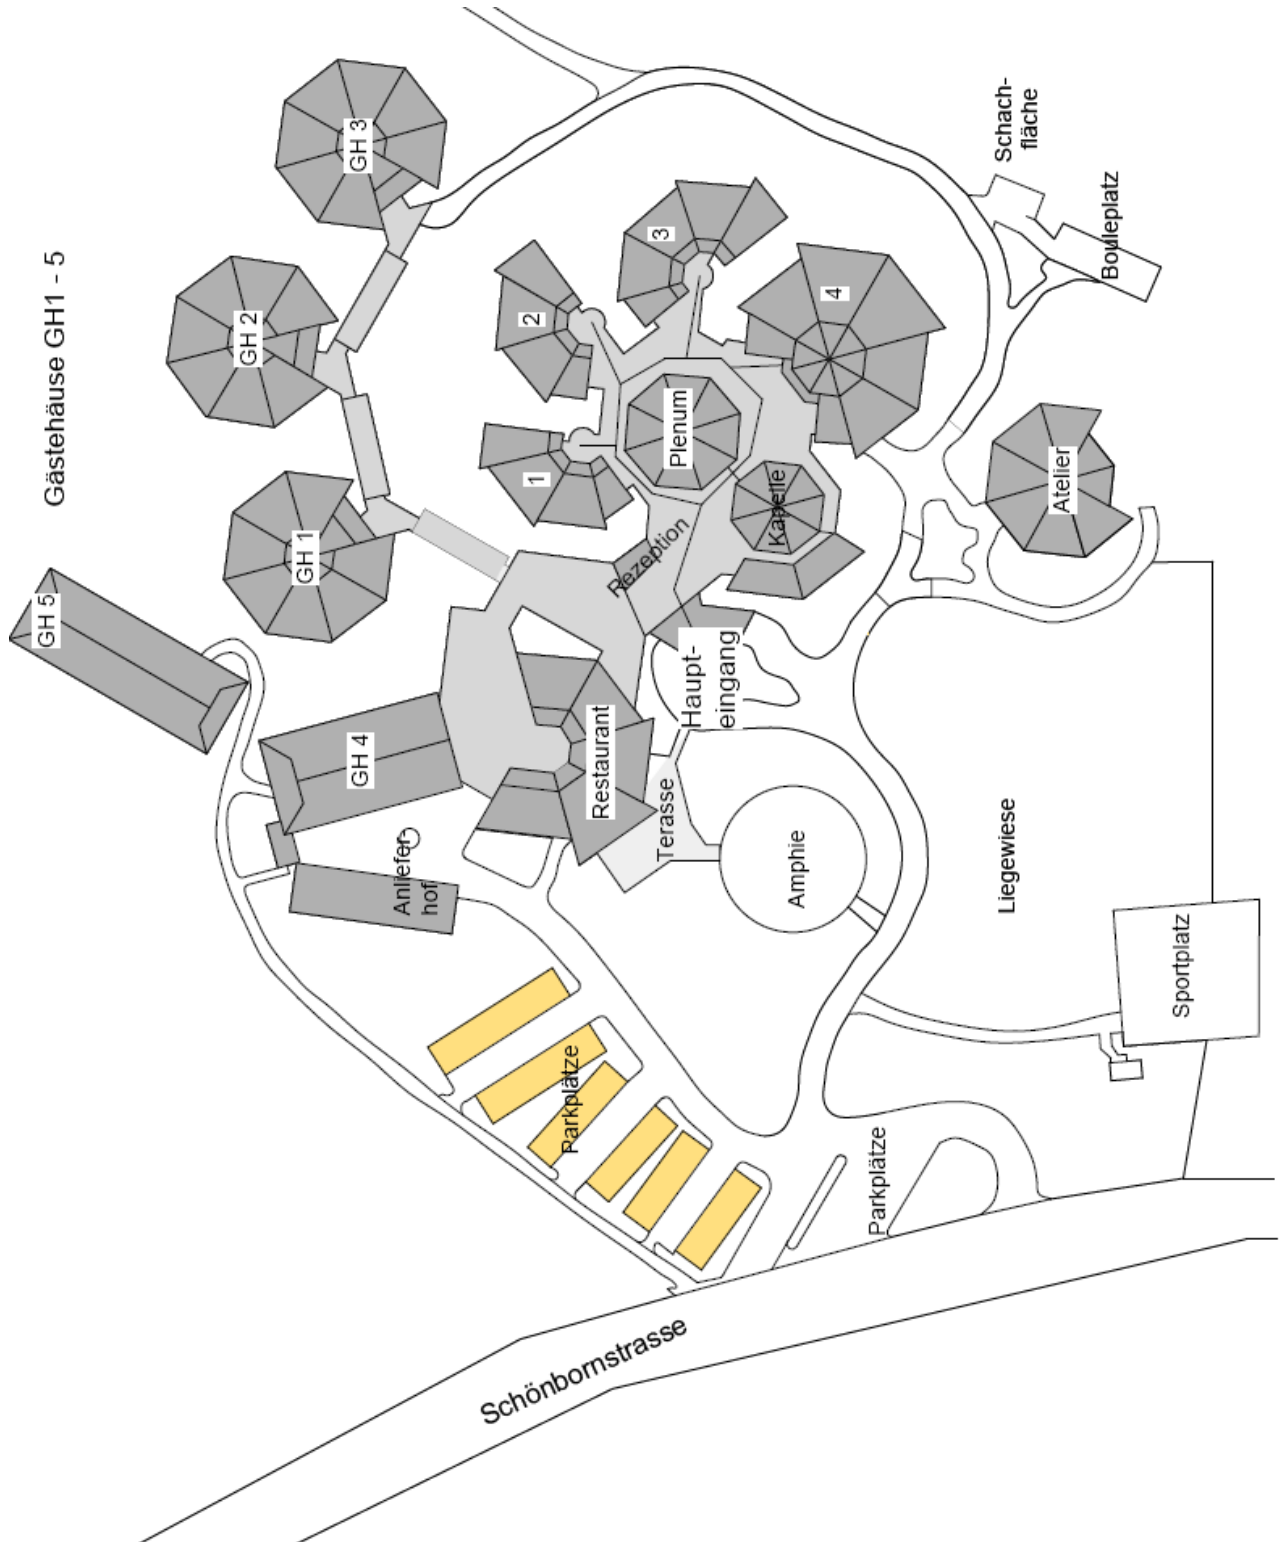 Gästehäuse GH1 - 5
GH 5
GH 1
GH 2
GH 3
GH 4
Anliefer-
hof
Restaurant
Terasse
Haupt-
eingang
Rezeption
1
2
3
4
Plenum
Kapelle
Schach-
fläche
Bouleplatz
Atelier
Amphie
Liegewiese
Sportplatz
Parkplätze
Parkplätze
Schönbornstrasse